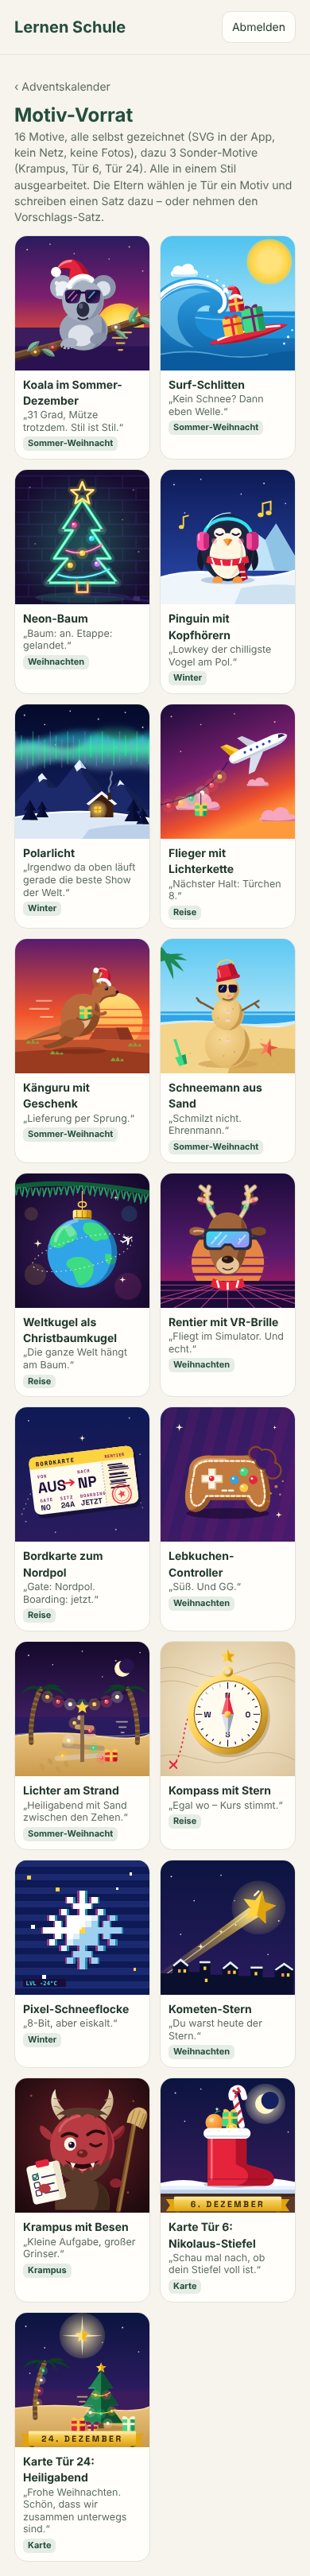 Lernen Schule
Abmelden
‹ Adventskalender
Motiv-Vorrat
16 Motive, alle selbst gezeichnet (SVG in der App,
kein Netz, keine Fotos), dazu 3 Sonder-Motive
(Krampus, Tür 6, Tür 24). Alle in einem Stil
ausgearbeitet. Die Eltern wählen je Tür ein Motiv und
schreiben einen Satz dazu – oder nehmen den
Vorschlags-Satz.
Koala im Sommer-
Dezember
„31 Grad, Mütze
trotzdem. Stil ist Stil.“
Sommer-Weihnacht
Surf-Schlitten
„Kein Schnee? Dann
eben Welle.“
Sommer-Weihnacht
Neon-Baum
„Baum: an. Etappe:
gelandet.“
Weihnachten
Pinguin mit
Kopfhörern
„Lowkey der chilligste
Vogel am Pol.“
Winter
Polarlicht
„Irgendwo da oben läuft
gerade die beste Show
der Welt.“
Winter
Flieger mit
Lichterkette
„Nächster Halt: Türchen
8.“
Reise
Känguru mit
Geschenk
„Lieferung per Sprung.“
Sommer-Weihnacht
Schneemann aus
Sand
„Schmilzt nicht.
Ehrenmann.“
Sommer-Weihnacht
Weltkugel als
Christbaumkugel
„Die ganze Welt hängt
am Baum.“
Reise
Rentier mit VR-Brille
„Fliegt im Simulator. Und
echt.“
Weihnachten
BORDKARTE
VON
NACH
AUS NP
GATE SITZ BOARDING
NO 24A JETZT
Bordkarte zum
Nordpol
„Gate: Nordpol.
Boarding: jetzt.“
Reise
Lebkuchen-
Controller
„Süß. Und GG.“
Weihnachten
Lichter am Strand
„Heiligabend mit Sand
zwischen den Zehen.“
Sommer-Weihnacht
N
W O
S
Kompass mit Stern
„Egal wo – Kurs stimmt.“
Reise
LVL -24°C
Pixel-Schneeflocke
„8-Bit, aber eiskalt.“
Winter
Kometen-Stern
„Du warst heute der
Stern.“
Weihnachten
Krampus mit Besen
„Kleine Aufgabe, großer
Grinser.“
Krampus
6. DEZEMBER
Karte Tür 6:
Nikolaus-Stiefel
„Schau mal nach, ob
dein Stiefel voll ist.“
Karte
24. DEZEMBER
Karte Tür 24:
Heiligabend
„Frohe Weihnachten.
Schön, dass wir
zusammen unterwegs
sind.“
Karte